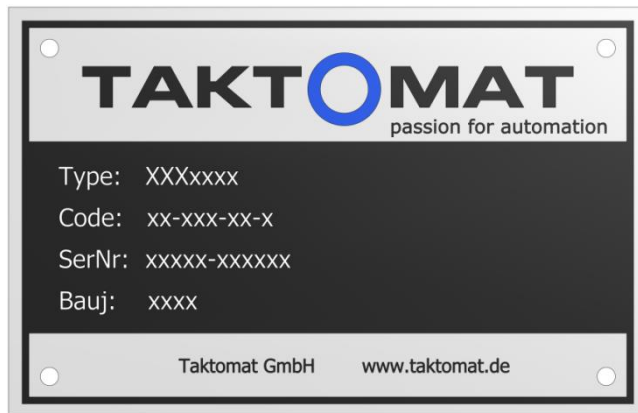 TAKTOMAT
passion for automation
Type: XXXxxxx
Code: xx-xxx-xx-x
SerNr: xxxxx-xxxxxx
Bauj: xxxx
Taktomat GmbH www.taktomat.de